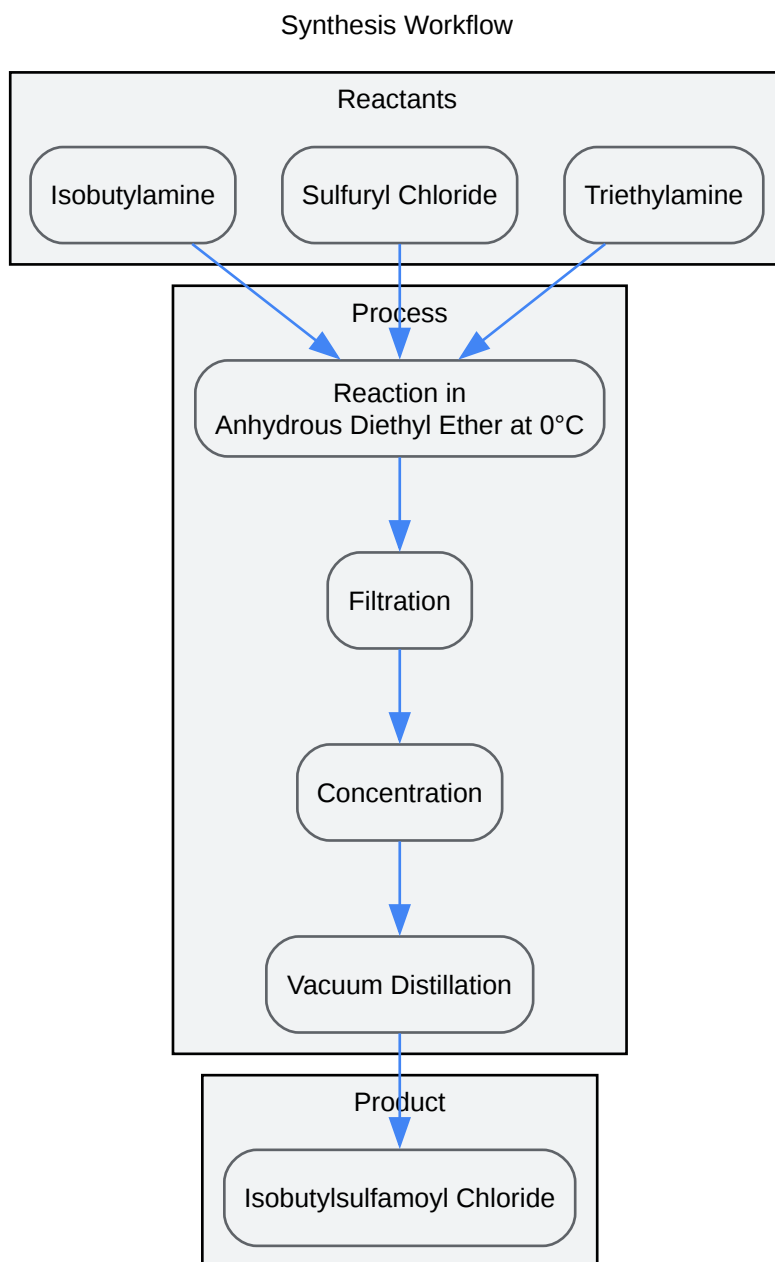 Synthesis Workflow
Reactants
Isobutylamine
Sulfuryl Chloride
Triethylamine
Process
Reaction in
Anhydrous Diethyl Ether at 0°C
Filtration
Concentration
Vacuum Distillation
Product
Isobutylsulfamoyl Chloride